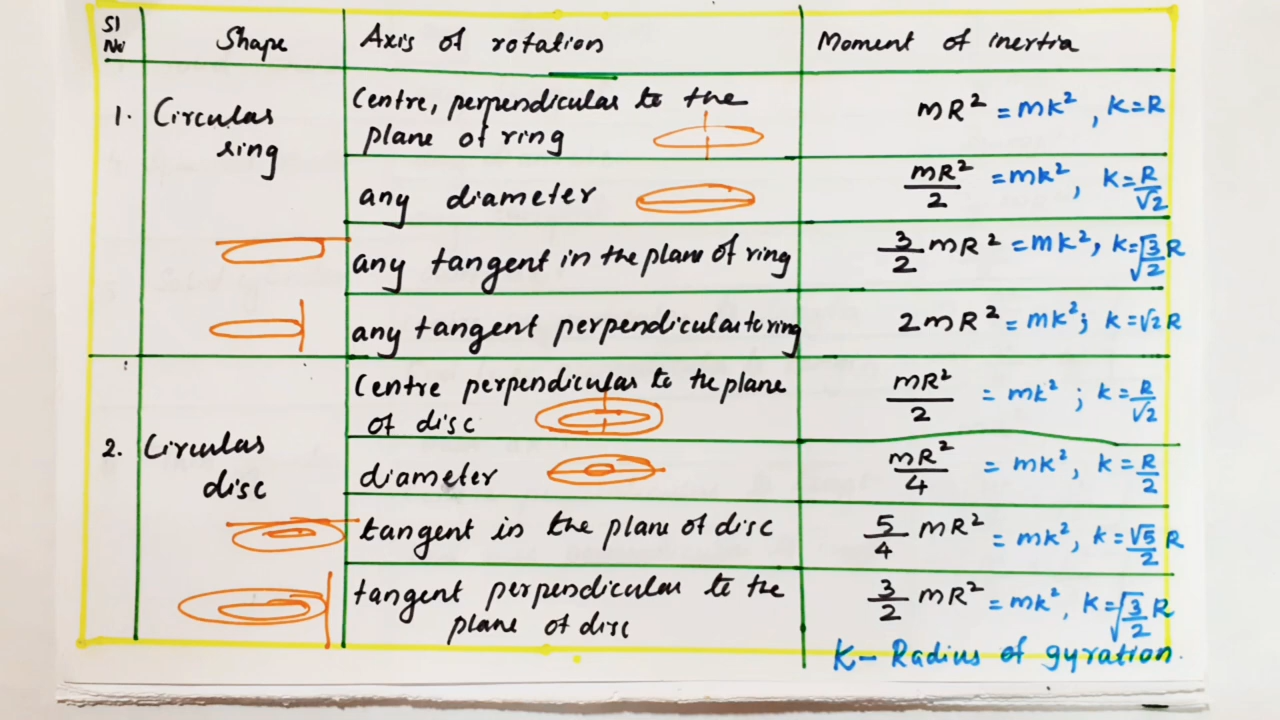 Sl No Shape Axis of rotation Moment of inertia
1. Circular ring Centre, perpendicular to the plane of ring mR² = mk², k=R
any diameter mR²/2 = mk², k=R/√2
any tangent in the plane of ring 3/2 mR² = mk², k=√3/2 R
any tangent perpendicular to ring 2mR² = mk²; k=√2R
2. Circular disc Centre perpendicular to the plane of disc mR²/2 = mk²; k=R/√2
diameter mR²/4 = mk², k=R/2
tangent in the plane of disc 5/4 mR² = mk², k=√5/2 R
tangent perpendicular to the plane of disc 3/2 mR² = mk², k=√3/2 R
K- Radius of gyration.